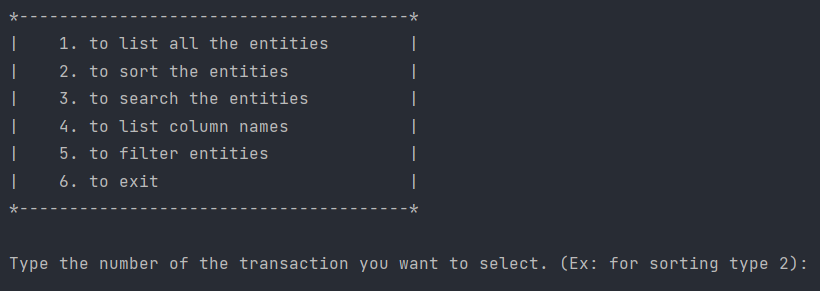 *---------------------------------------*
|    1. to list all the entities        |
|    2. to sort the entities            |
|    3. to search the entities          |
|    4. to list column names            |
|    5. to filter entities              |
|    6. to exit                         |
*---------------------------------------*
Type the number of the transaction you want to select. (Ex: for sorting type 2):